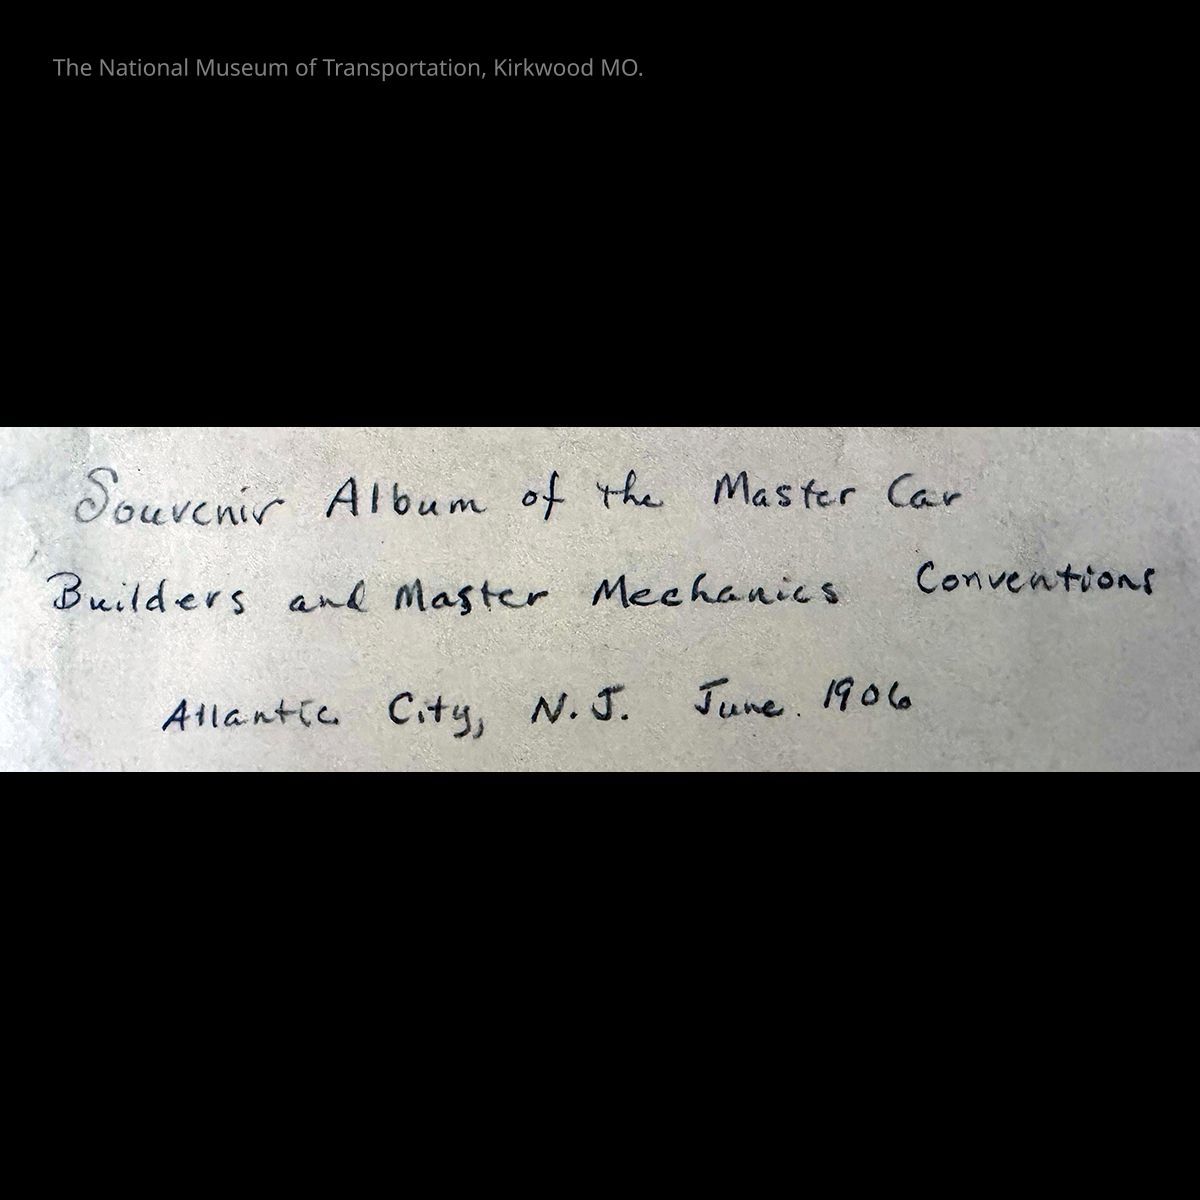 The National Museum of Transportation, Kirkwood MO.
Souvenir Album of the Master Car
Builders and Master Mechanics Conventions
Atlantic City, N.J. June. 1906